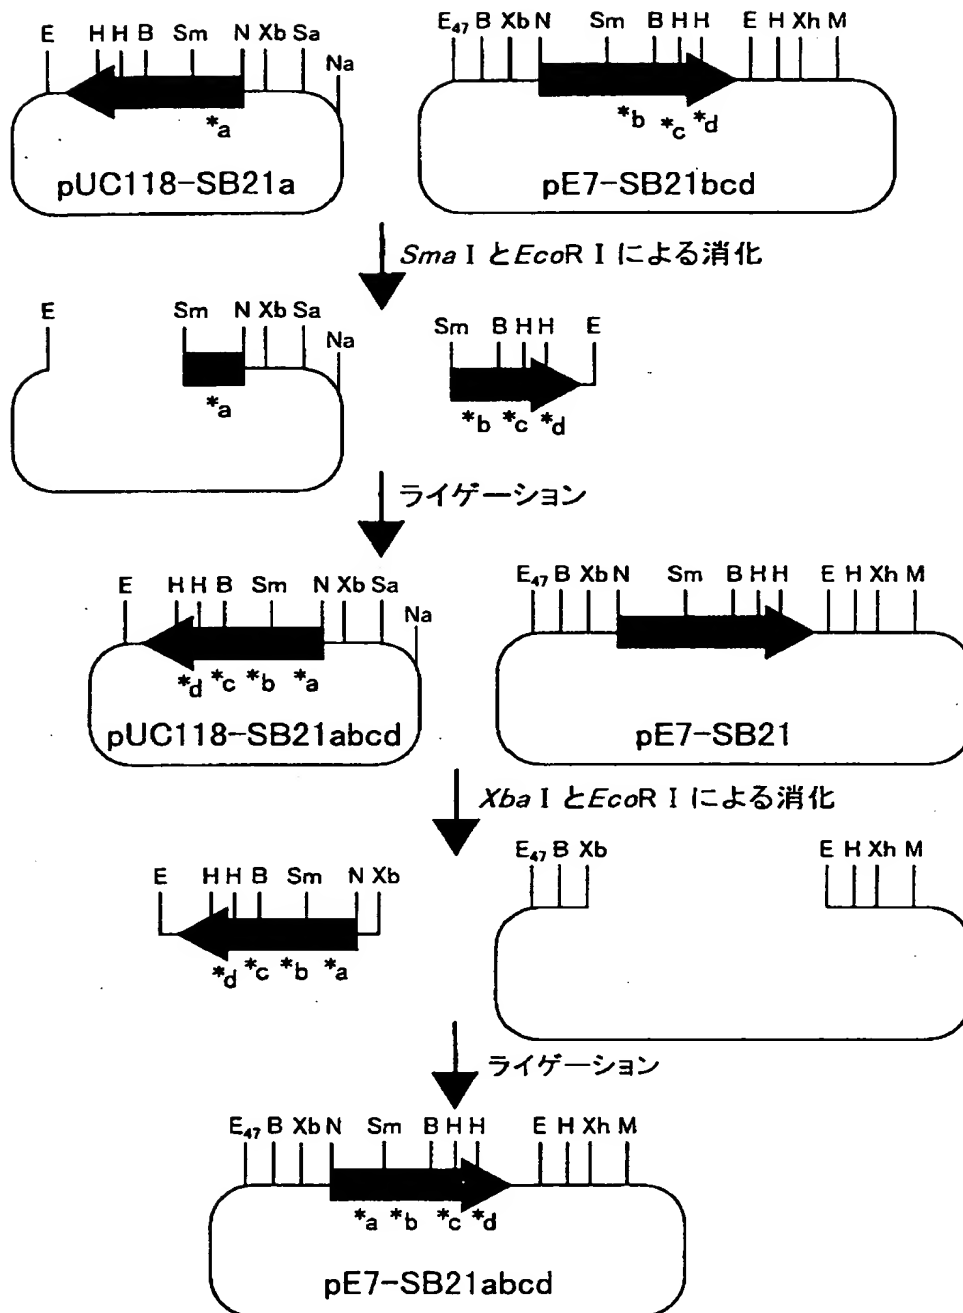 E H H B Sm N Xb Sa Na
E₄₇ B Xb N Sm B H H E H Xh M
*a
*b *c *d
pUC118-SB21a
pE7-SB21bcd
Sma I とEcoR I による消化
E Sm N Xb Sa Na
Sm B H H E
*a
*b *c *d
ライゲーション
E H H B Sm N Xb Sa Na
E₄₇ B Xb N Sm B H H E H Xh M
*d *c *b *a
pUC118-SB21abcd
pE7-SB21
Xba I とEcoR I による消化
E₄₇ B Xb E H Xh M
E H H B Sm N Xb
*d *c *b *a
ライゲーション
E₄₇ B Xb N Sm B H H E H Xh M
*a *b *c *d
pE7-SB21abcd